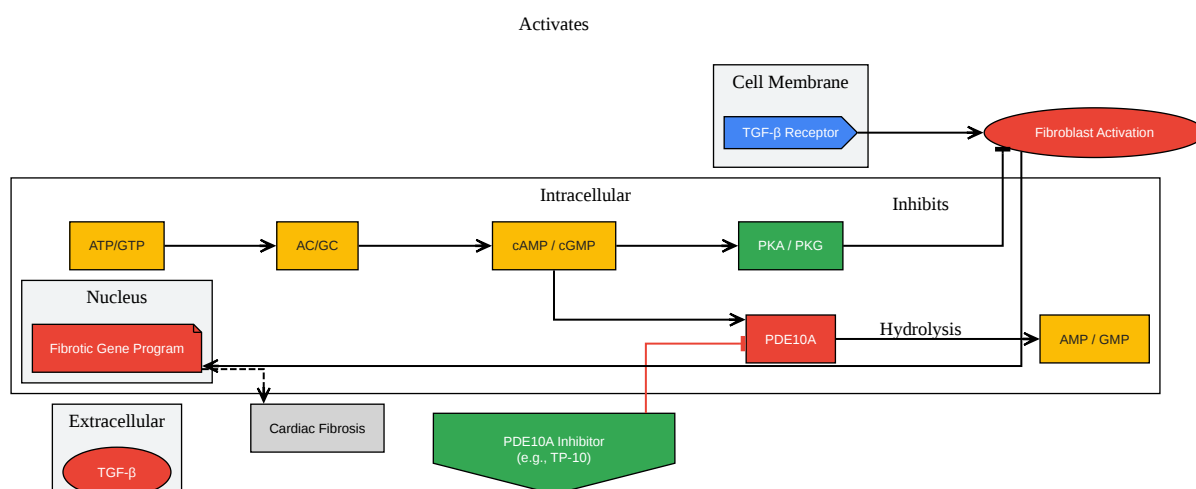 Activates
Cell Membrane
TGF-β Receptor
Fibroblast Activation
Intracellular
Inhibits
ATP/GTP
AC/GC
cAMP / cGMP
PKA / PKG
Nucleus
Fibrotic Gene Program
PDE10A
Hydrolysis
AMP / GMP
Extracellular
TGF-β
Cardiac Fibrosis
PDE10A Inhibitor
(e.g., TP-10)